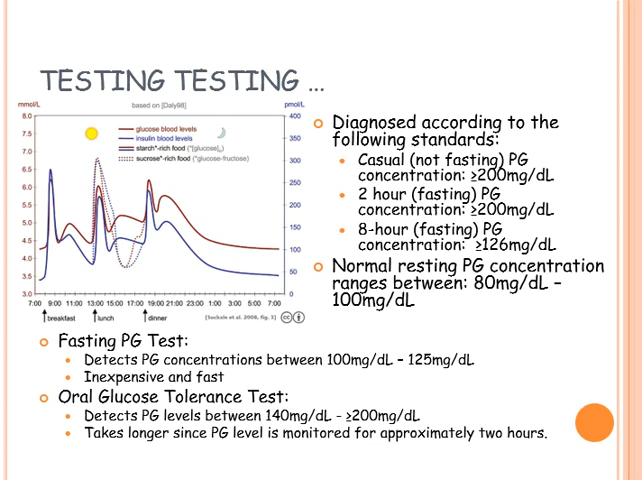 TESTING TESTING …
mmol/L
based on [Daly98]
pmol/L
8.0
7.5
7.0
6.5
6.0
5.5
5.0
4.5
4.0
3.5
3.0
glucose blood levels
insulin blood levels
starch*-rich food (*[glucose]n)
sucrose*-rich food (*glucose-fructose)
400
350
300
250
200
150
100
50
0
7:00 9:00 11:00 13:00 15:00 17:00 19:00 21:00 23:00 1:00 3:00 5:00 7:00
breakfast lunch dinner
[Suckale et al. 2008, fig. 1]
cc
Diagnosed according to the
following standards:
Casual (not fasting) PG
concentration: ≥200mg/dL
2 hour (fasting) PG
concentration: ≥200mg/dL
8-hour (fasting) PG
concentration: ≥126mg/dL
Normal resting PG concentration
ranges between: 80mg/dL –
100mg/dL
Fasting PG Test:
Detects PG concentrations between 100mg/dL – 125mg/dL
Inexpensive and fast
Oral Glucose Tolerance Test:
Detects PG levels between 140mg/dL - ≥200mg/dL
Takes longer since PG level is monitored for approximately two hours.